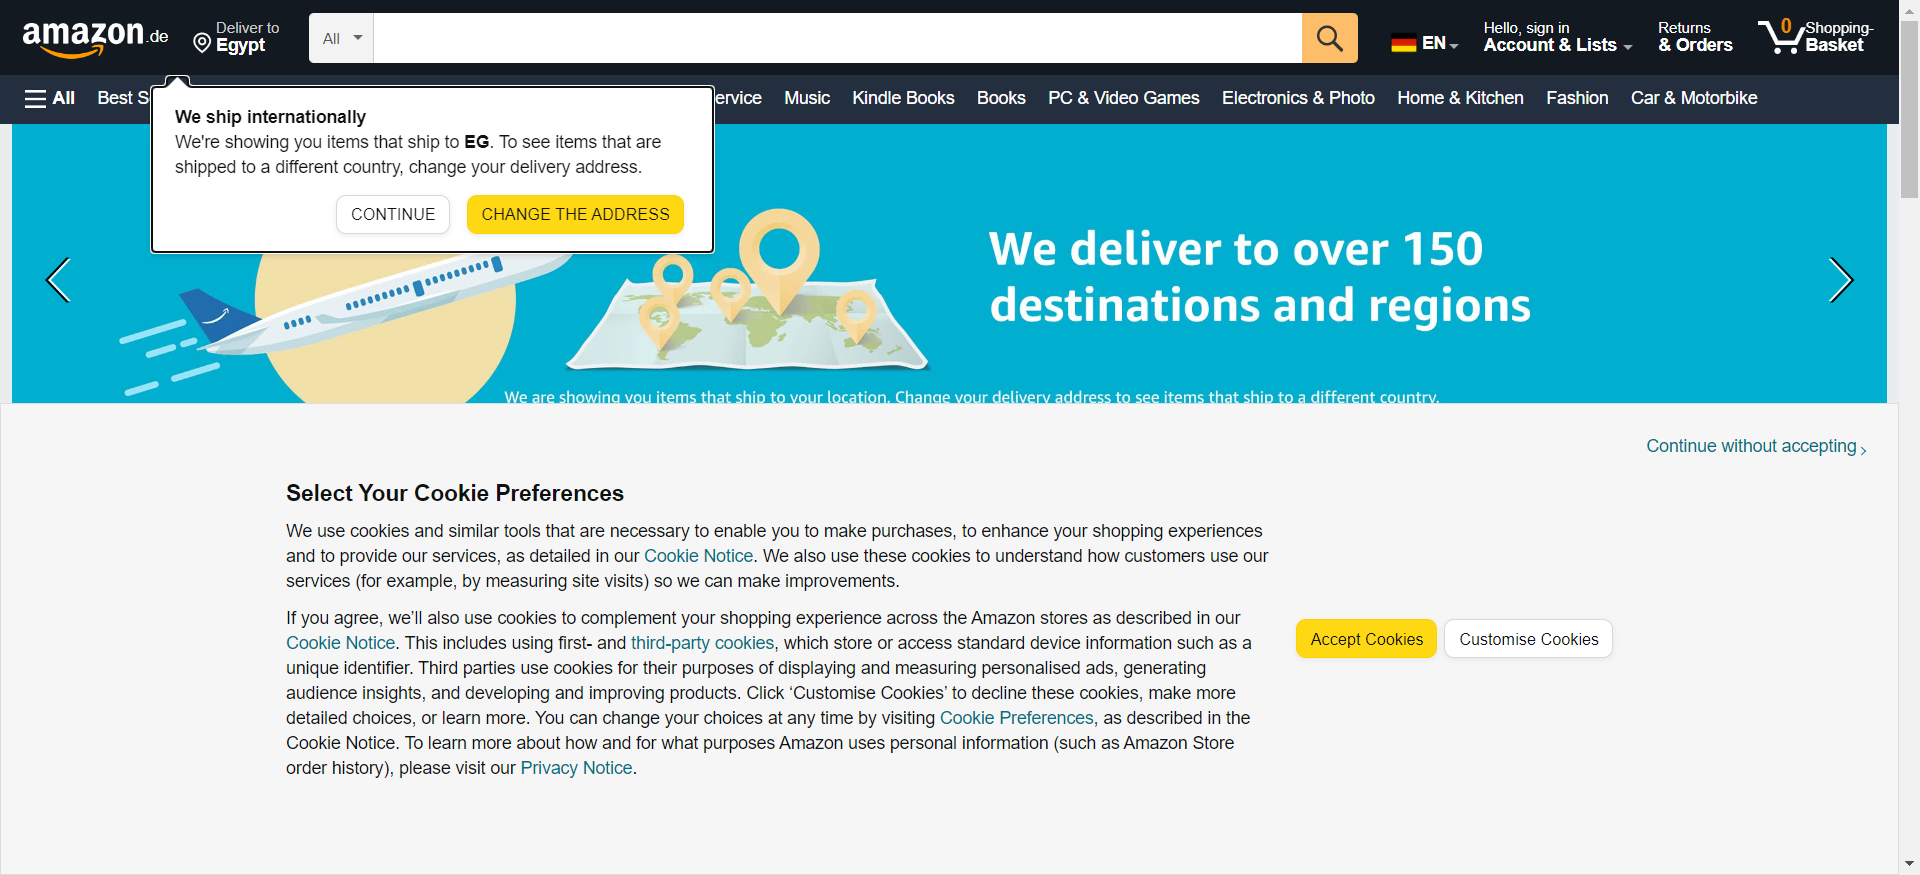 amazon.de
Deliver to
Egypt
All
EN
Hello, sign in
Account & Lists
Returns
& Orders
0
Shopping-
Basket
All
Best S
ervice
Music
Kindle Books
Books
PC & Video Games
Electronics & Photo
Home & Kitchen
Fashion
Car & Motorbike
We ship internationally
We're showing you items that ship to EG. To see items that are
shipped to a different country, change your delivery address.
CONTINUE
CHANGE THE ADDRESS
We deliver to over 150
destinations and regions
We are showing you items that ship to your location. Change your delivery address to see items that ship to a different country.
Continue without accepting
Select Your Cookie Preferences
We use cookies and similar tools that are necessary to enable you to make purchases, to enhance your shopping experiences
and to provide our services, as detailed in our Cookie Notice. We also use these cookies to understand how customers use our
services (for example, by measuring site visits) so we can make improvements.
If you agree, we’ll also use cookies to complement your shopping experience across the Amazon stores as described in our
Cookie Notice. This includes using first- and third-party cookies, which store or access standard device information such as a
unique identifier. Third parties use cookies for their purposes of displaying and measuring personalised ads, generating
audience insights, and developing and improving products. Click ‘Customise Cookies’ to decline these cookies, make more
detailed choices, or learn more. You can change your choices at any time by visiting Cookie Preferences, as described in the
Cookie Notice. To learn more about how and for what purposes Amazon uses personal information (such as Amazon Store
order history), please visit our Privacy Notice.
Accept Cookies
Customise Cookies